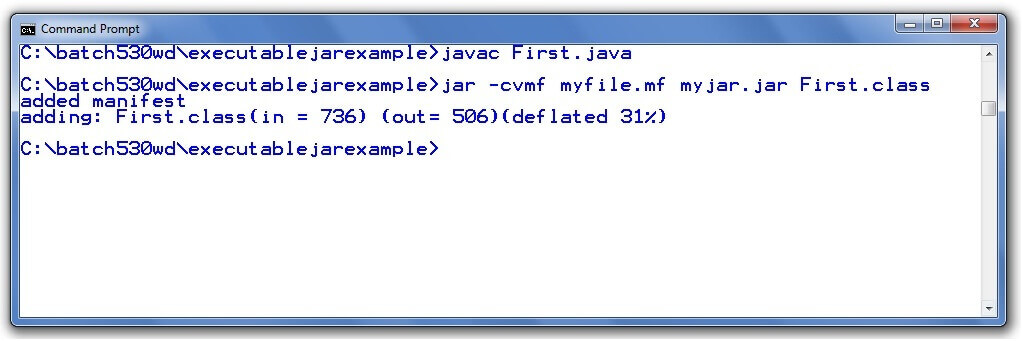 Command Prompt
C:\batch530wd\executablejarexample>javac First.java
C:\batch530wd\executablejarexample>jar -cvmf myfile.mf myjar.jar First.class
added manifest
adding: First.class(in = 736) (out= 506)(deflated 31%)
C:\batch530wd\executablejarexample>